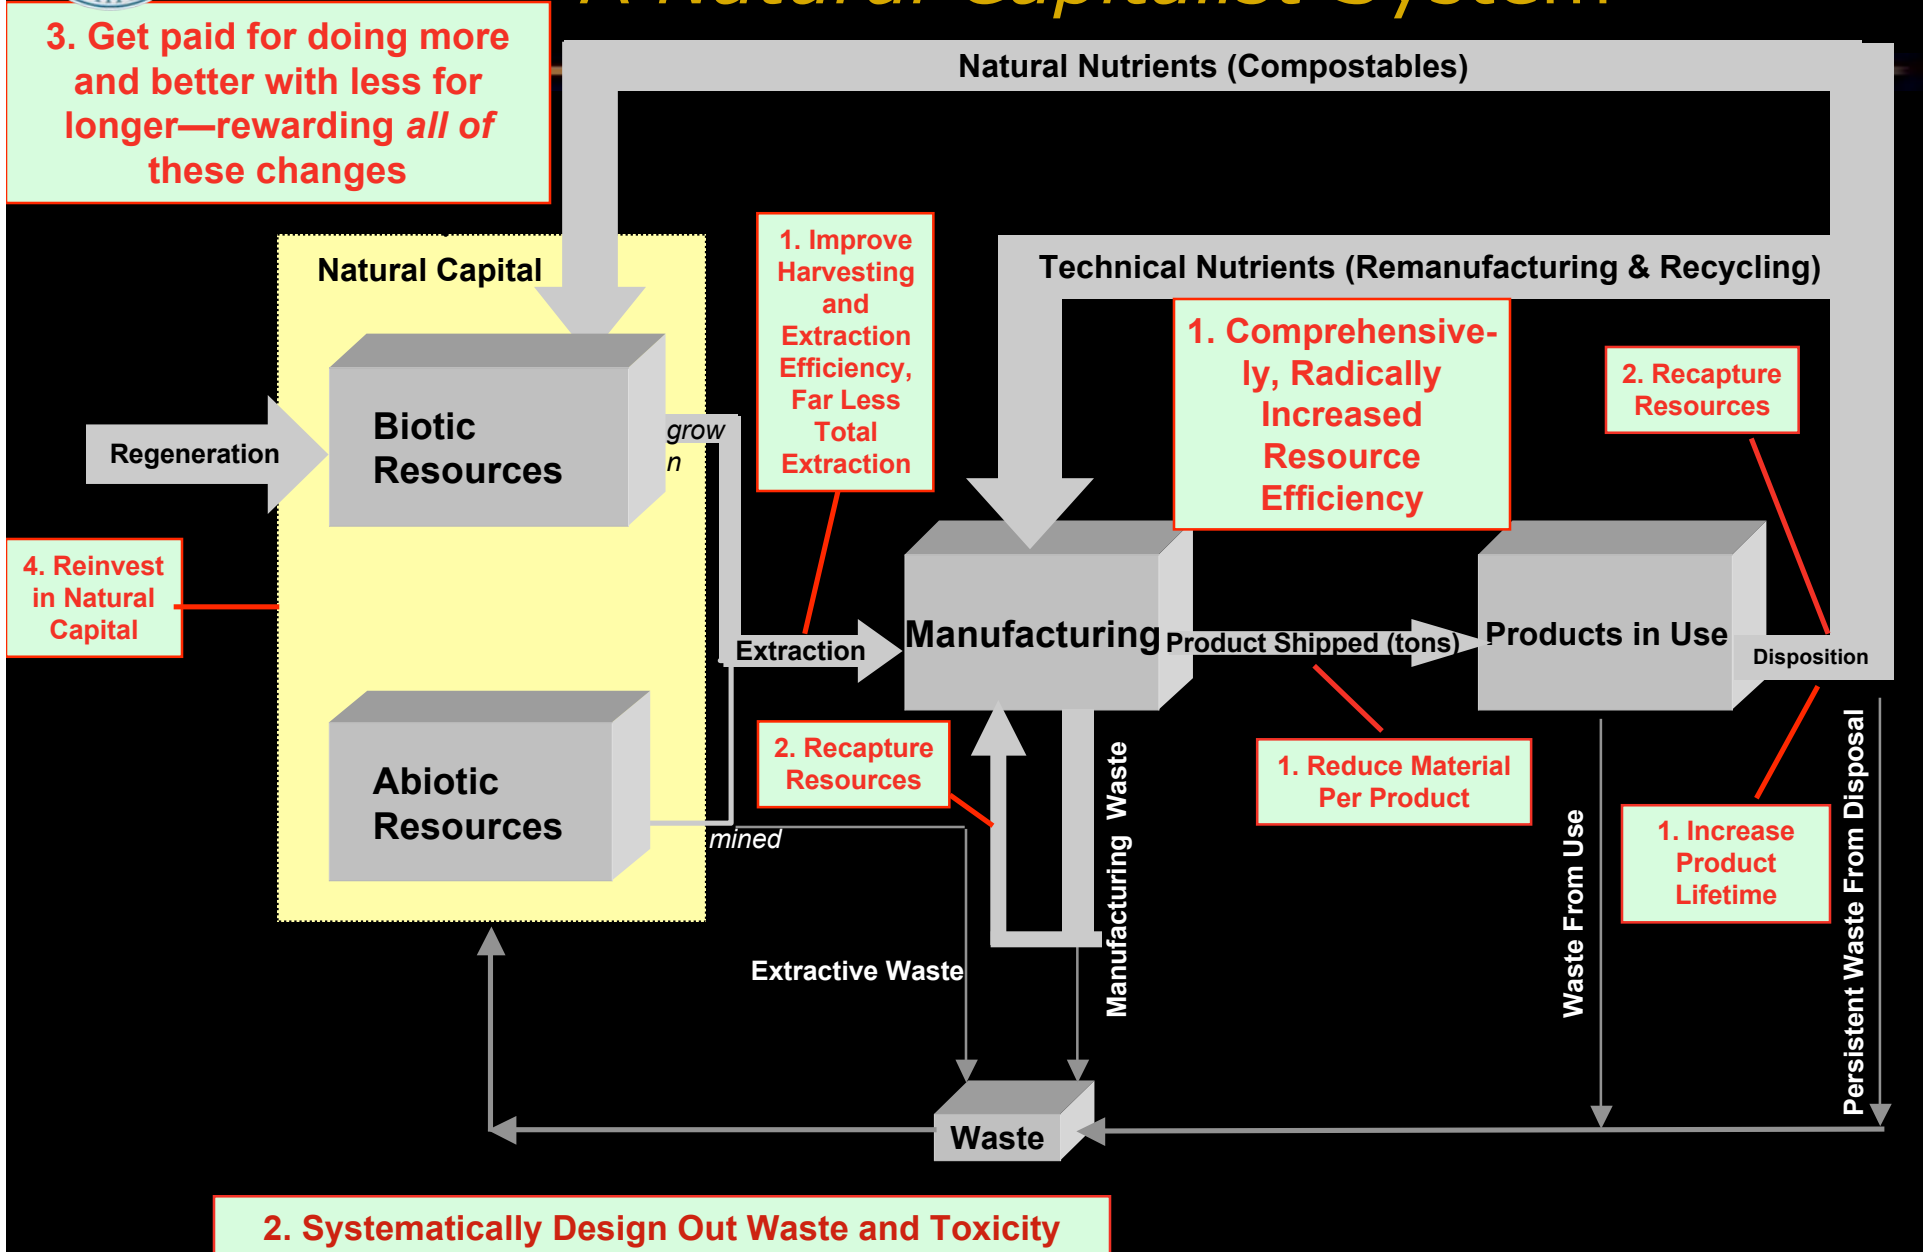 A Natural Capitalist System
3. Get paid for doing more
and better with less for
longer—rewarding all of
these changes
Natural Nutrients (Compostables)
Natural Capital
1. Improve
Harvesting
and
Extraction
Efficiency,
Far Less
Total
Extraction
Technical Nutrients (Remanufacturing & Recycling)
1. Comprehensive-
ly, Radically
Increased
Resource
Efficiency
2. Recapture
Resources
Regeneration
Biotic
Resources
grow
n
4. Reinvest
in Natural
Capital
Extraction
Manufacturing
Product Shipped (tons)
Products in Use
Disposition
Abiotic
Resources
mined
2. Recapture
Resources
1. Reduce Material
Per Product
1. Increase
Product
Lifetime
Extractive Waste
Manufacturing Waste
Waste From Use
Persistent Waste From Disposal
Waste
2. Systematically Design Out Waste and Toxicity